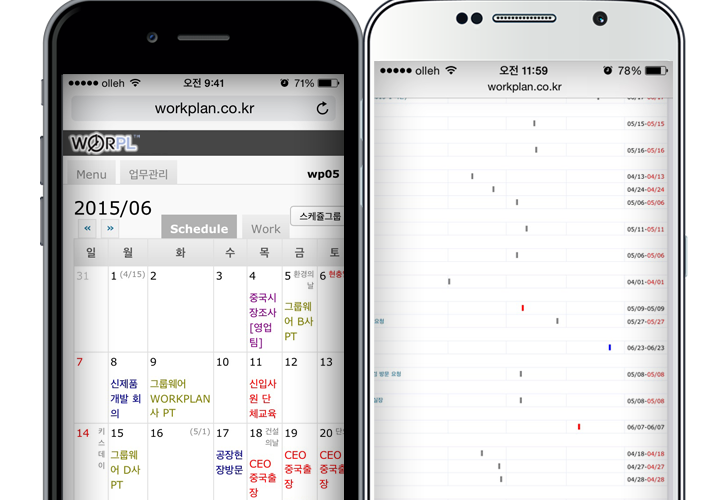 olleh 오전 9:41 71%
workplan.co.kr
WORPL™
Menu 업무관리 wp05
2015/06
« » Schedule Work 스케쥴그룹
일 월 화 수 목 금 토
31 1 (4/15) 2 3 4 5 환경의날 6 현충일
중국시장조사[영업팀]
그룹웨어 B사 PT
7 8 9 10 11 12 13
신제품 개발 회의
그룹웨어 WORKPLAN사 PT
신입사원 단체교육
14 키스데이 15 16 (5/1) 17 18 건설의날 19 20
그룹웨어 D사 PT
공장현장방문
CEO 중국출장
CEO 중국출장
CEO 중국출장
olleh 오전 11:59 78%
workplan.co.kr
05/15-05/15
05/16-05/16
04/13-04/13
04/24-04/24
05/06-05/06
05/11-05/11
05/06-05/06
04/01-04/01
05/09-05/09
요청 05/27-05/27
06/23-06/23
방문 요청 05/08-05/08
05/08-05/08
06/07-06/07
04/18-04/18
04/27-04/27
04/28-04/28